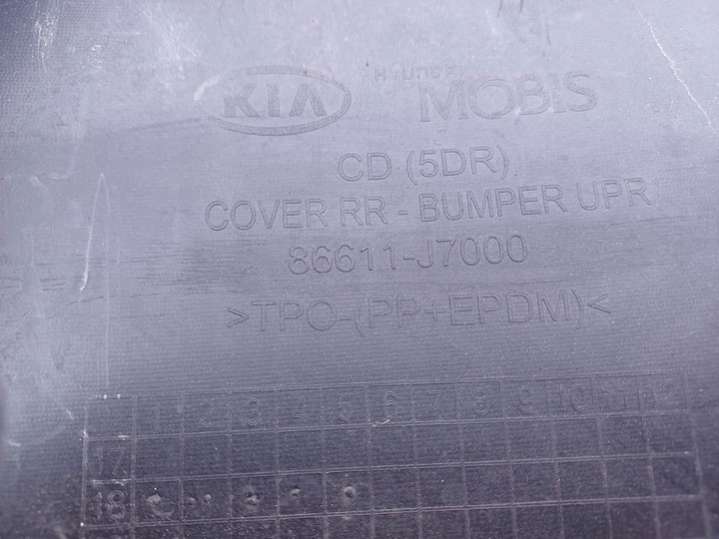 KIA HYUNDAI MOBIS
CD (5DR)
COVER RR - BUMPER UPR
86611-J7000
>TPO-(PP+EPDM)<
1 2 3 4 5 6 7 8 9 10 11 12
17
18